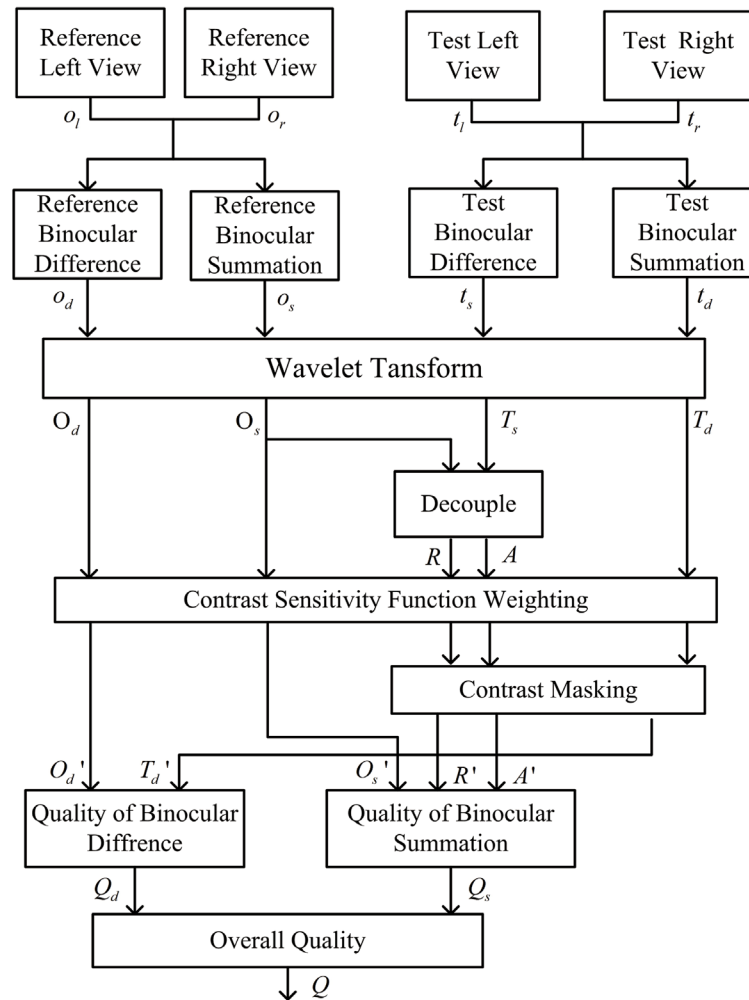 Reference Left View
Reference Right View
Test Left View
Test Right View
o_l
o_r
t_l
t_r
Reference Binocular Difference
Reference Binocular Summation
Test Binocular Difference
Test Binocular Summation
o_d
o_s
t_s
t_d
Wavelet Tansform
O_d
O_s
T_s
T_d
Decouple
R
A
Contrast Sensitivity Function Weighting
Contrast Masking
O_d'
T_d'
O_s'
R'
A'
Quality of Binocular Diffrence
Quality of Binocular Summation
Q_d
Q_s
Overall Quality
Q